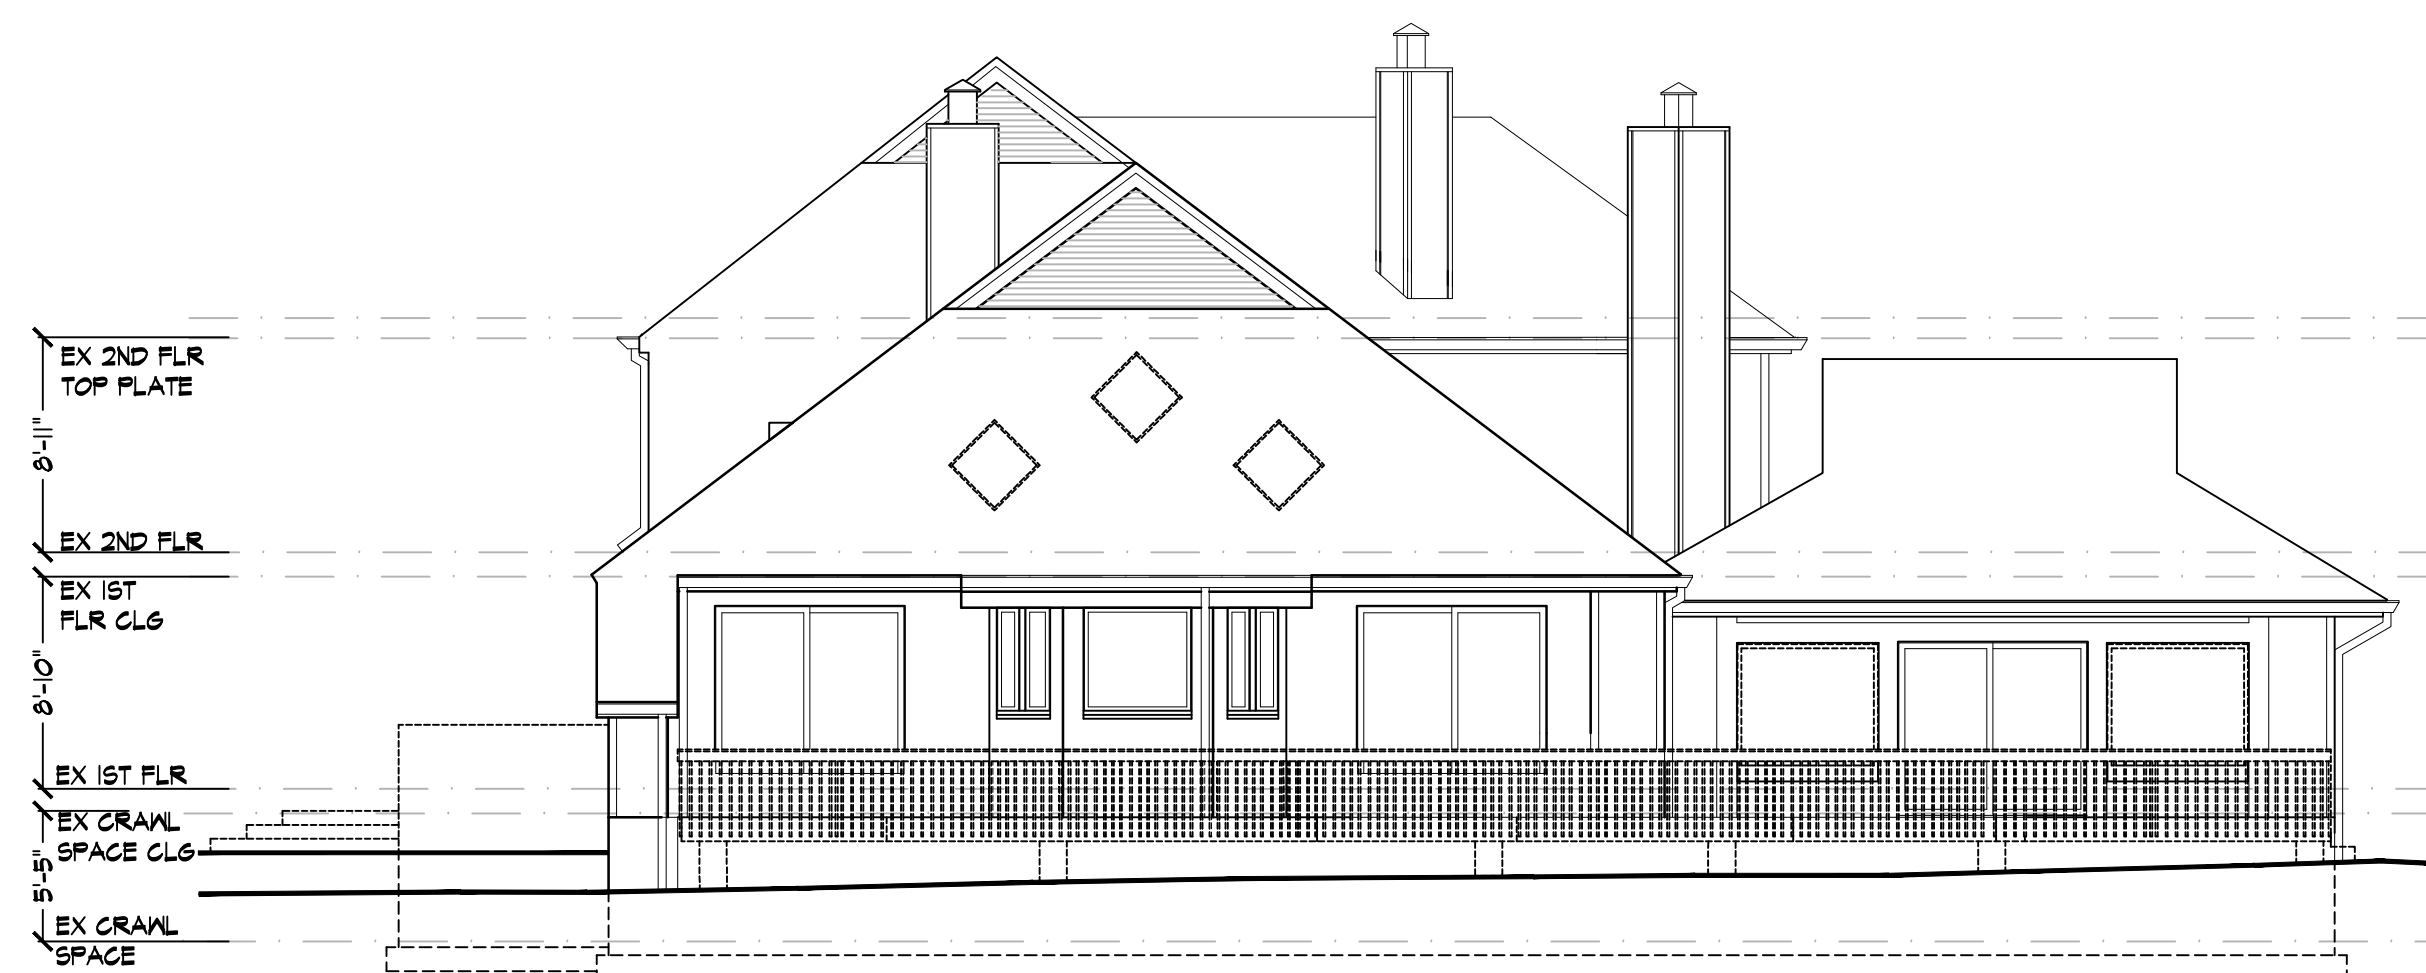 EX 2ND FLR
TOP PLATE
8'-11"
EX 2ND FLR
EX 1ST
FLR CLG
8'-10"
EX 1ST FLR
EX CRAWL
SPACE CLG
5'-5"
EX CRAWL
SPACE